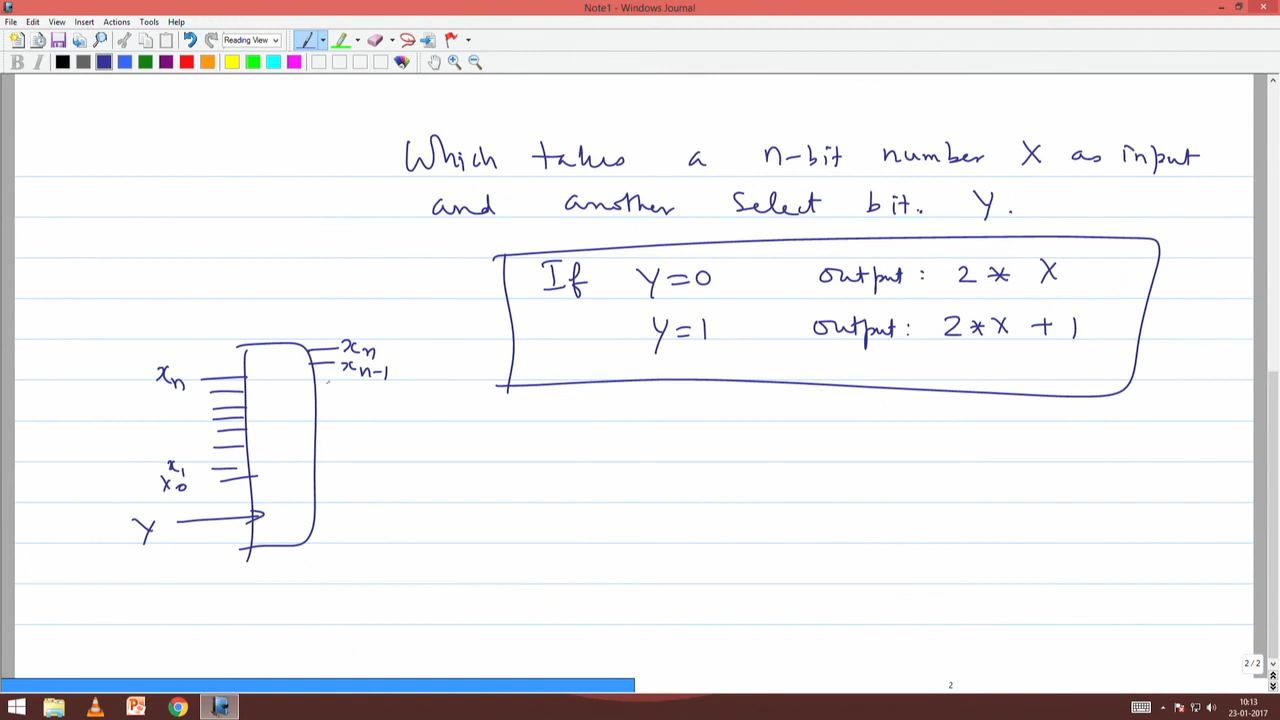 Note1 - Windows Journal
File Edit View Insert Actions Tools Help
Reading View
B I
Which takes a n-bit number X as input
and another select bit. Y.
If Y=0 output: 2 * X
Y=1 output: 2*X + 1
xn
xn-1
xn
x1
x0
Y
2/2
2
10:13
23-01-2017